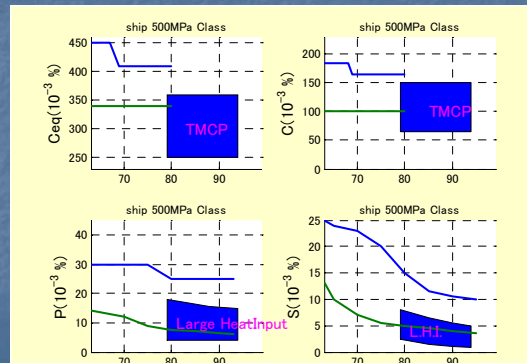 ship 500MPa Class
450
400
350
300
250
Ceq(10⁻³ %)
TMCP
70
80
90
ship 500MPa Class
200
150
100
50
0
C(10⁻³ %)
TMCP
70
80
90
ship 500MPa Class
40
30
20
10
0
P(10⁻³ %)
Large HeatInput
70
80
90
ship 500MPa Class
25
20
15
10
5
0
S(10⁻³ %)
L.H.I.
70
80
90